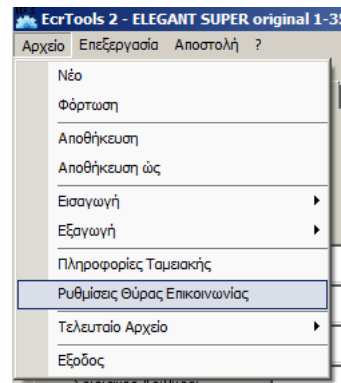 EcrTools 2 - ELEGANT SUPER original 1-35
Αρχείο Επεξεργασία Αποστολή ?
Νέο
Φόρτωση
Αποθήκευση
Αποθήκευση ώς
Εισαγωγή
Εξαγωγή
Πληροφορίες Ταμειακής
Ρυθμίσεις Θύρας Επικοινωνίας
Τελευταίο Αρχείο
Εξοδος